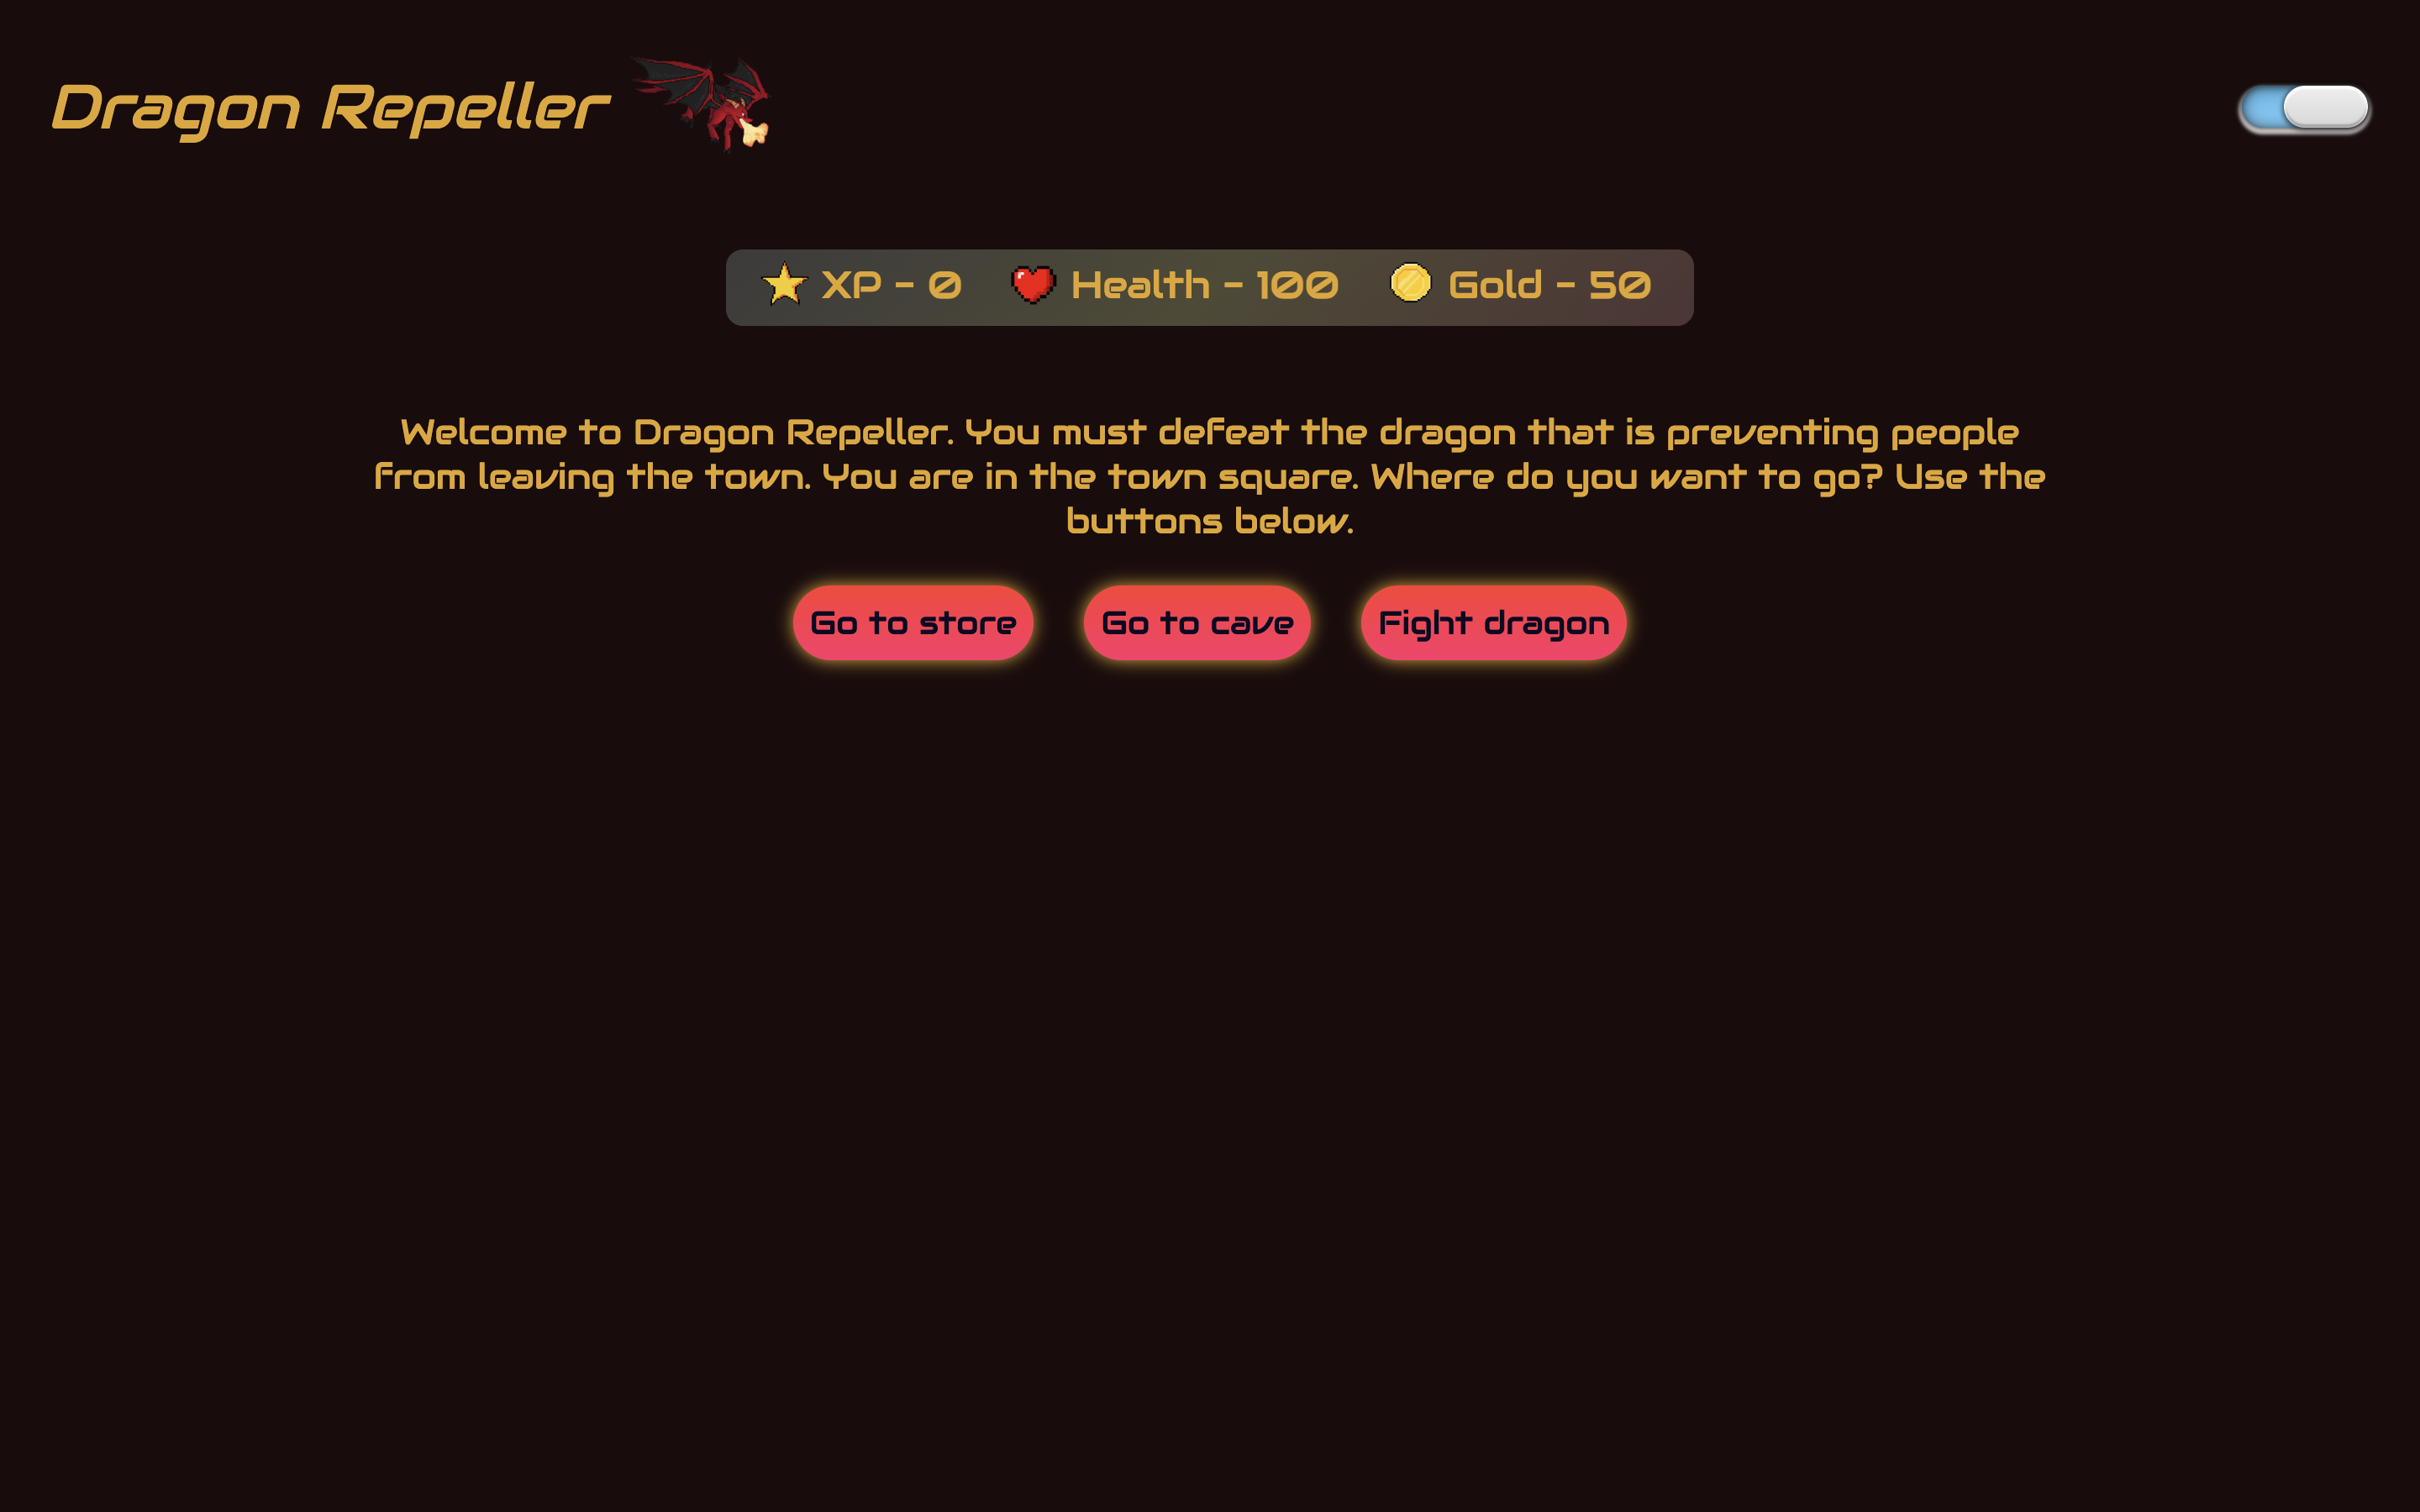 Dragon Repeller
XP - 0 Health - 100 Gold - 50
Welcome to Dragon Repeller. You must defeat the dragon that is preventing people
from leaving the town. You are in the town square. Where do you want to go? Use the
buttons below.
Go to store Go to cave Fight dragon